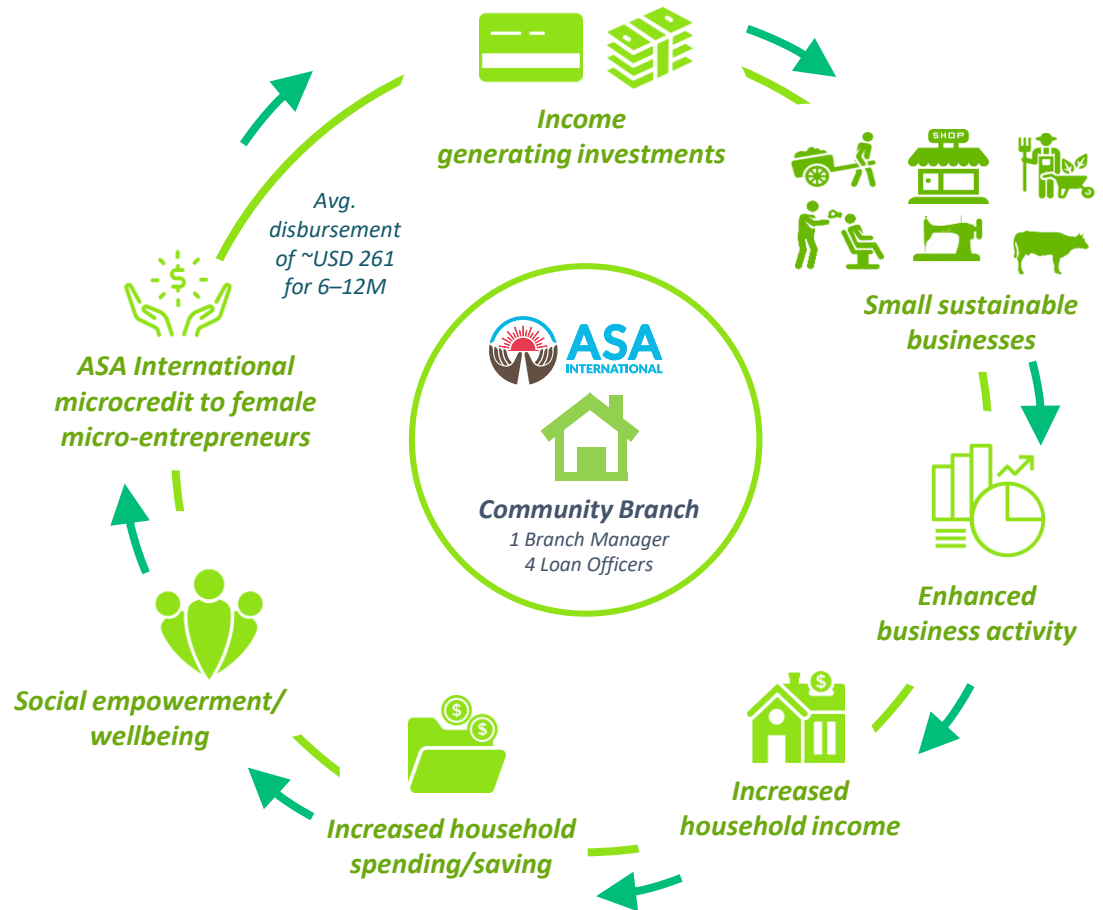 Income
generating investments
SHOP
Small sustainable
businesses
Enhanced
business activity
$
Increased
household income
$
$
Increased household
spending/saving
Social empowerment/
wellbeing
$
ASA International
microcredit to female
micro-entrepreneurs
Avg.
disbursement
of ~USD 261
for 6–12M
ASA
INTERNATIONAL
Community Branch
1 Branch Manager
4 Loan Officers